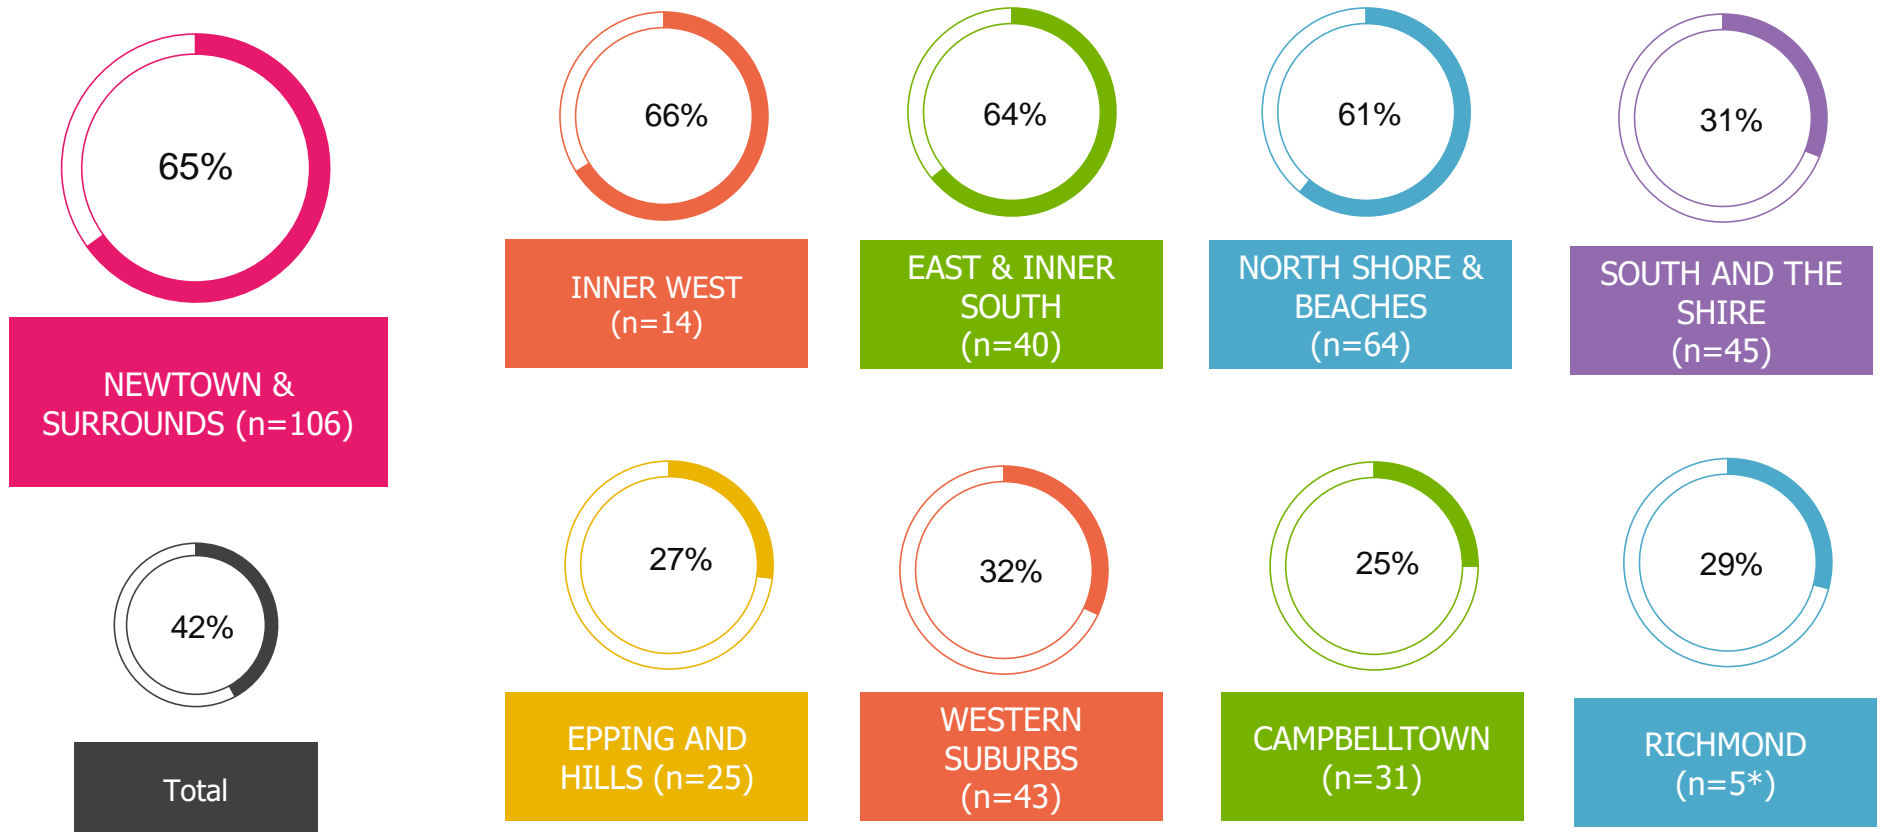 65%
NEWTOWN &
SURROUNDS (n=106)
66%
INNER WEST
(n=14)
64%
EAST & INNER
SOUTH
(n=40)
61%
NORTH SHORE &
BEACHES
(n=64)
31%
SOUTH AND THE
SHIRE
(n=45)
42%
Total
27%
EPPING AND
HILLS (n=25)
32%
WESTERN
SUBURBS
(n=43)
25%
CAMPBELLTOWN
(n=31)
29%
RICHMOND
(n=5*)